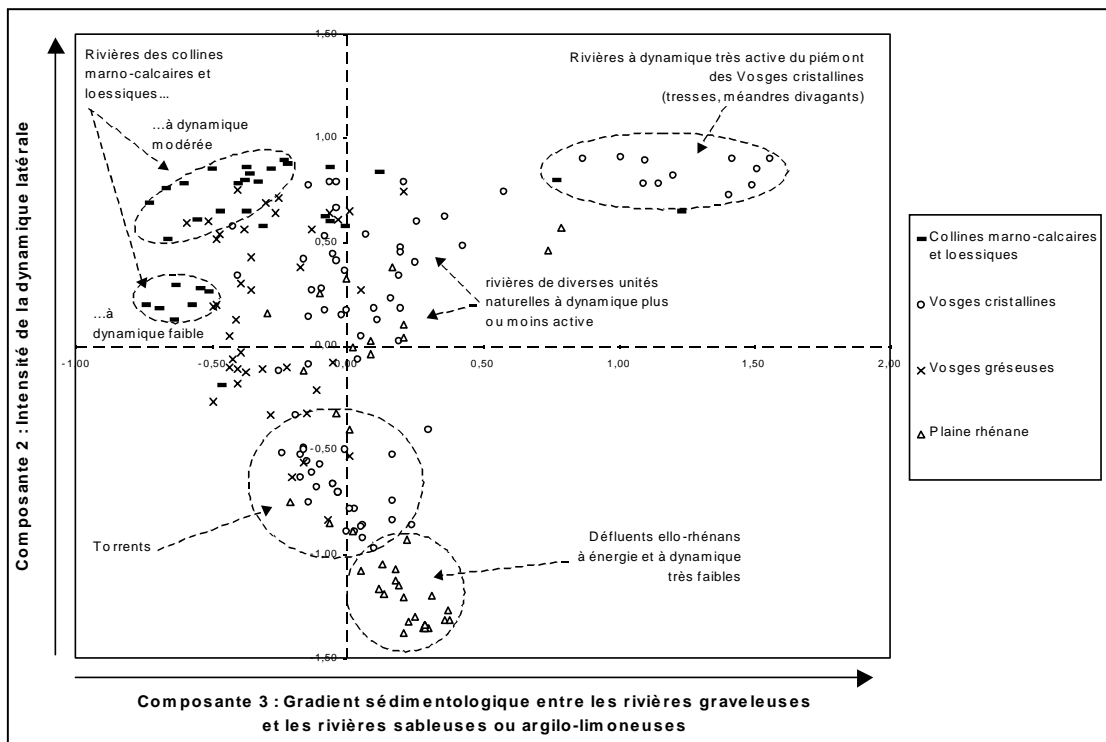 Composante 2 : Intensité de la dynamique latérale
1,50
1,00
0,50
0,00
-0,50
-1,00
-1,50
-1,00
-0,50
0,00
0,50
1,00
1,50
2,00
Rivières des collines
marno-calcaires et
loessiques...
...à dynamique
modérée
...à
dynamique faible
Rivières à dynamique très active du piémont
des Vosges cristallines
(tresses, méandres divagants)
rivières de diverses unités
naturelles à dynamique plus
ou moins active
Torrents
Défluents ello-rhénans
à énergie et à dynamique
très faibles
Collines marno-calcaires
et loessiques
Vosges cristallines
Vosges gréseuses
Plaine rhénane
Composante 3 : Gradient sédimentologique entre les rivières graveleuses
et les rivières sableuses ou argilo-limoneuses